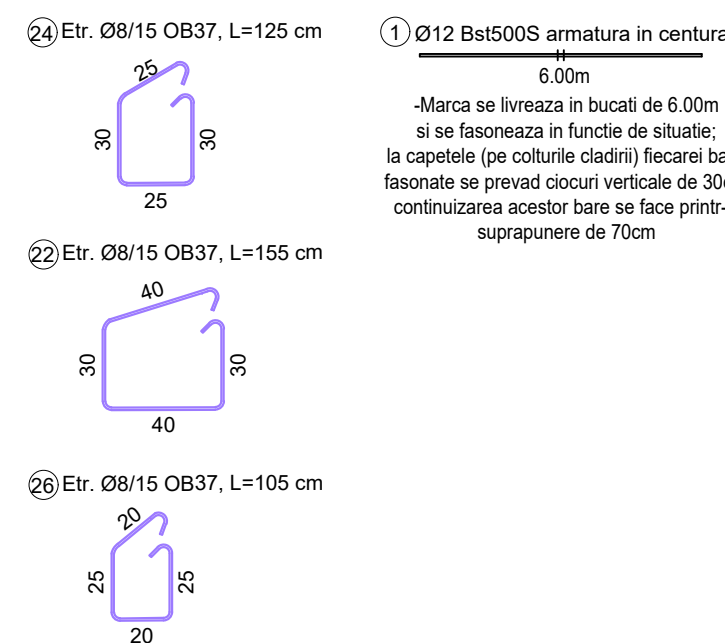 24 Etr. Ø8/15 OB37, L=125 cm
25
30
30
25
22 Etr. Ø8/15 OB37, L=155 cm
40
30
30
40
26 Etr. Ø8/15 OB37, L=105 cm
20
25
25
20
1 Ø12 Bst500S armatura in centura
6.00m
-Marca se livreaza in bucati de 6.00m
si se fasoneaza in functie de situatie;
la capetele (pe colturile cladirii) fiecarei
fasonate se prevad ciocuri verticale de
continuizarea acestor bare se face printr-
suprapunere de 70cm